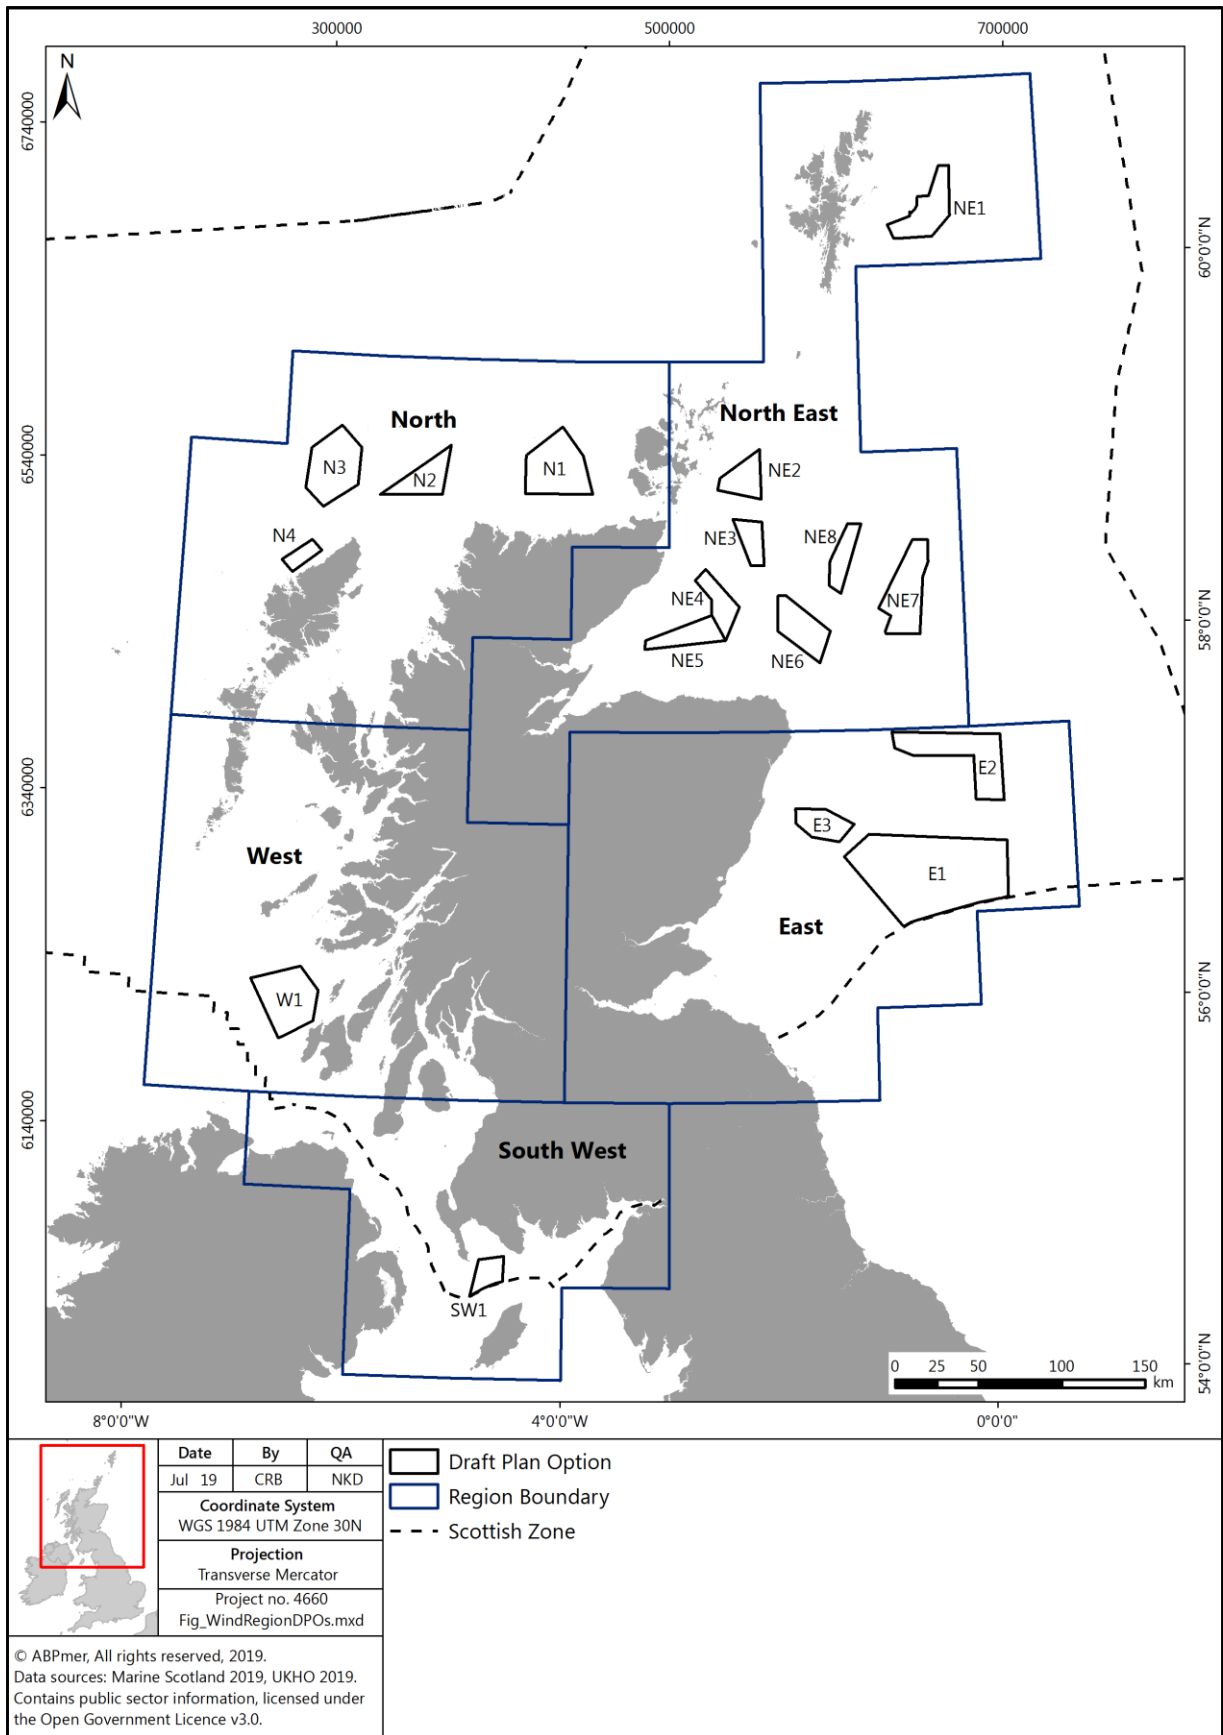 300000 500000 700000
N
6740000
6540000
6340000
6140000
60°0'0"N
58°0'0"N
56°0'0"N
54°0'0"N
NE1
North
North East
N3
N2
N1
NE2
N4
NE3
NE8
NE4
NE7
NE5
NE6
E2
E3
West
E1
East
W1
South West
SW1
0 25 50 100 150
km
8°0'0"W 4°0'0"W 0°0'0"
Date By QA
Jul 19 CRB NKD
Coordinate System
WGS 1984 UTM Zone 30N
Projection
Transverse Mercator
Project no. 4660
Fig_WindRegionDPOs.mxd
Draft Plan Option
Region Boundary
Scottish Zone
© ABPmer, All rights reserved, 2019.
Data sources: Marine Scotland 2019, UKHO 2019.
Contains public sector information, licensed under
the Open Government Licence v3.0.